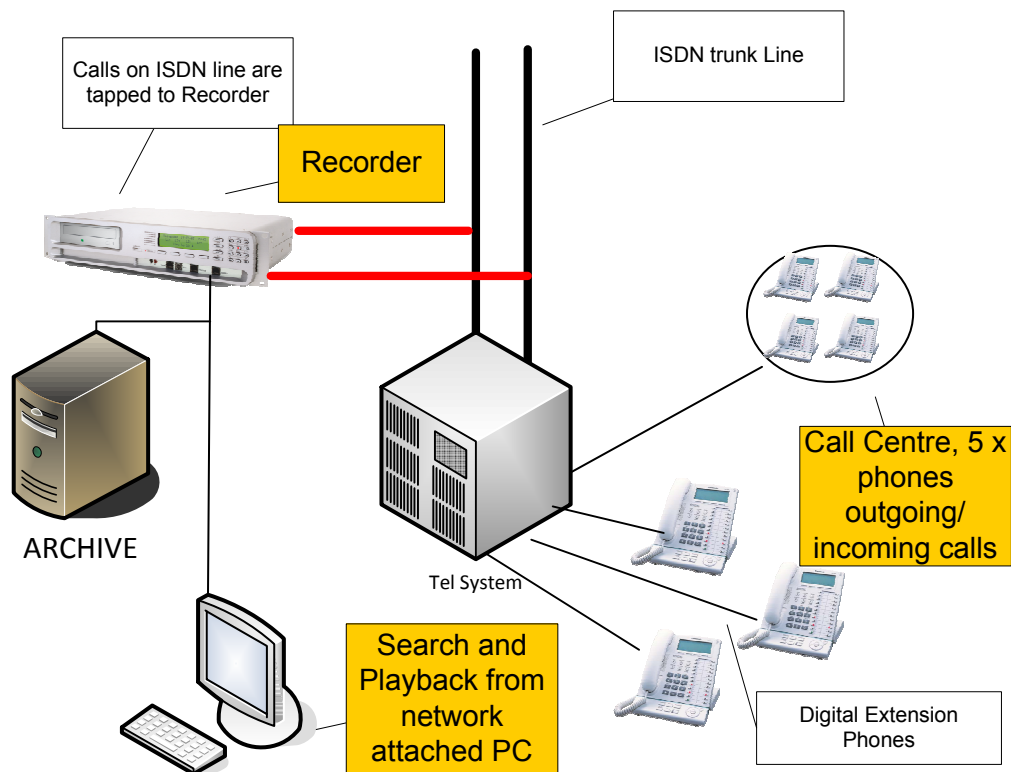 Calls on ISDN line are
tapped to Recorder
ISDN trunk Line
Recorder
Call Centre, 5 x
phones
outgoing/
incoming calls
ARCHIVE
Tel System
Search and
Playback from
network
attached PC
Digital Extension
Phones